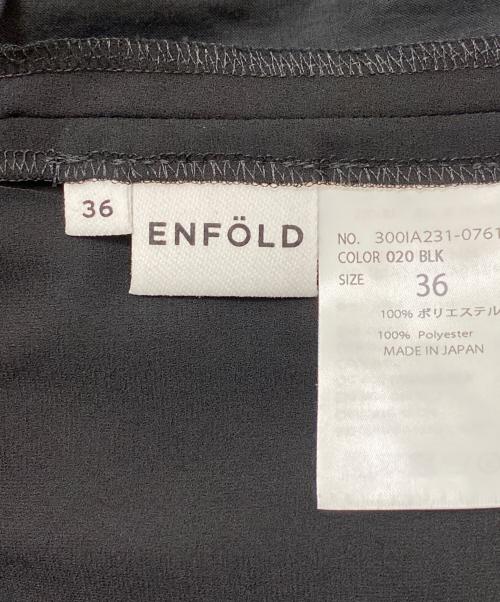 36
ENFÖLD
NO. 300IA231-0761
COLOR 020 BLK
SIZE 36
100% ポリエステル
100% Polyester
MADE IN JAPAN